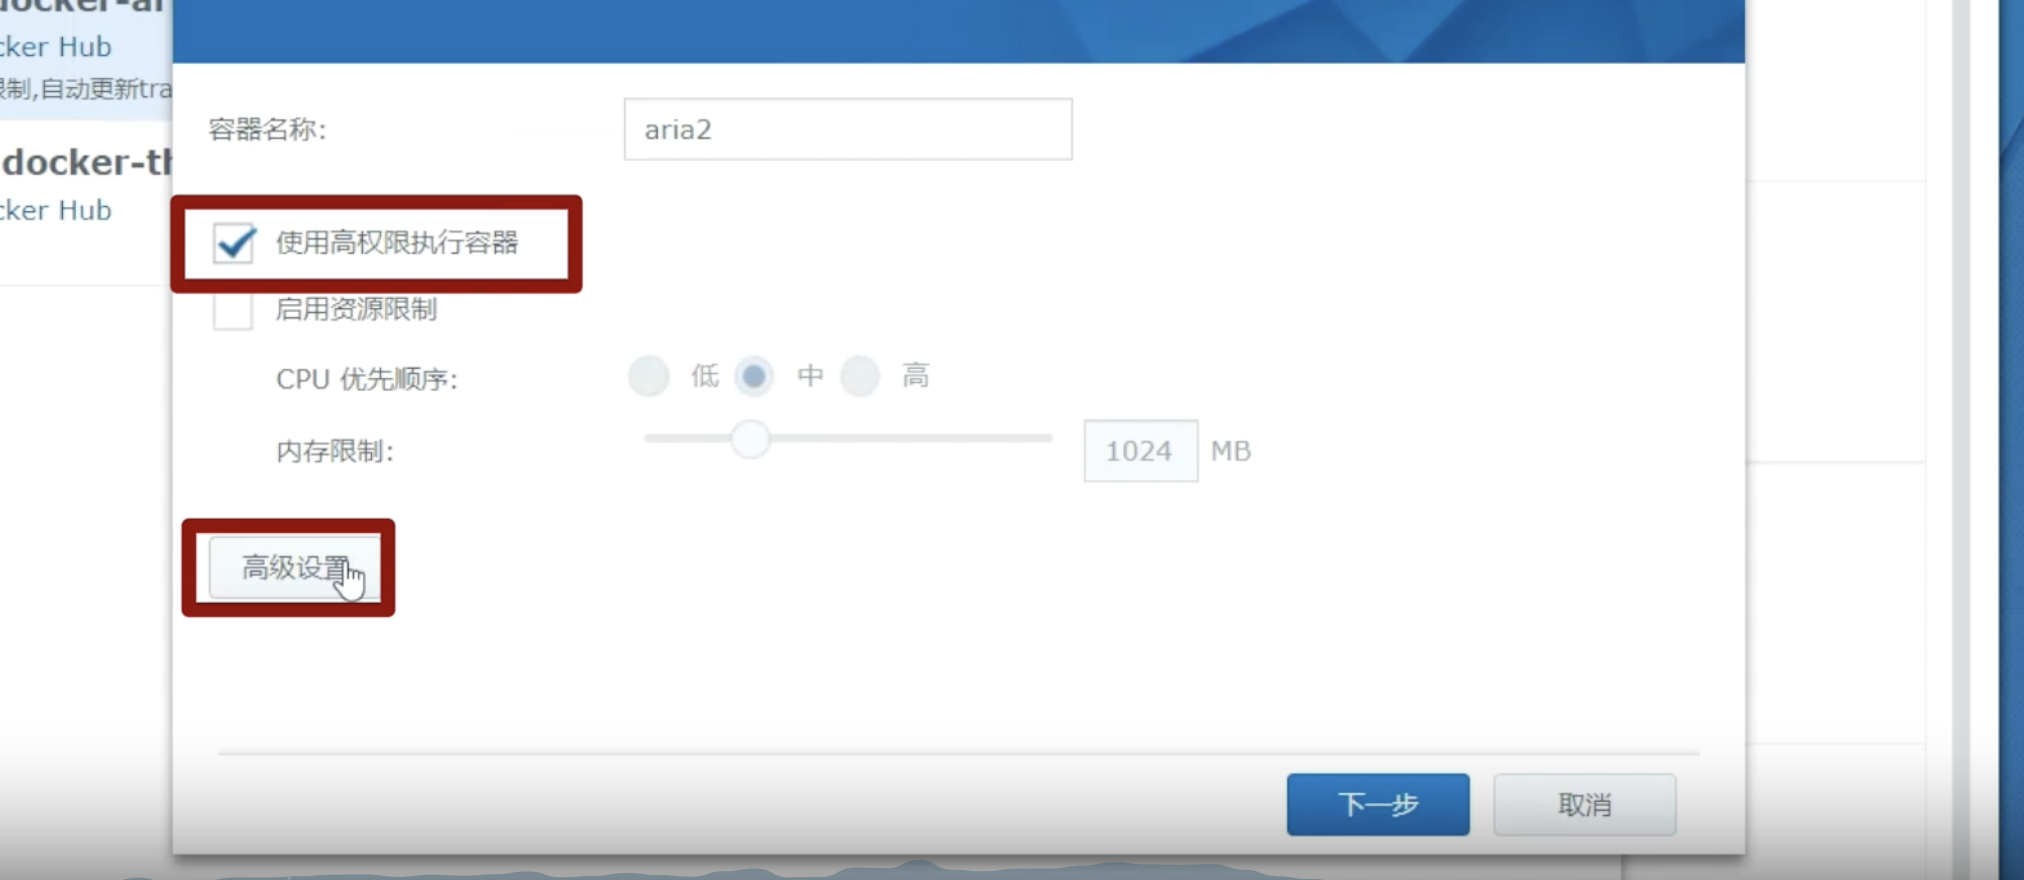 cker Hub
制,自动更新tra
docker-th
cker Hub
容器名称:
aria2
使用高权限执行容器
启用资源限制
CPU 优先顺序:
低 中 高
内存限制:
1024 MB
高级设置
下一步
取消